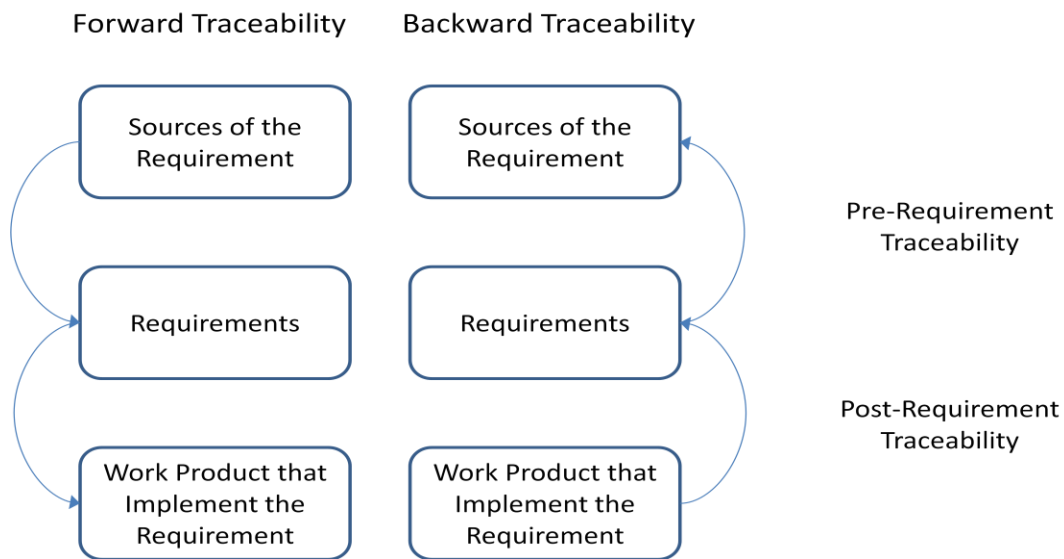 Forward Traceability
Backward Traceability
Sources of the
Requirement
Sources of the
Requirement
Pre-Requirement
Traceability
Requirements
Requirements
Post-Requirement
Traceability
Work Product that
Implement the
Requirement
Work Product that
Implement the
Requirement